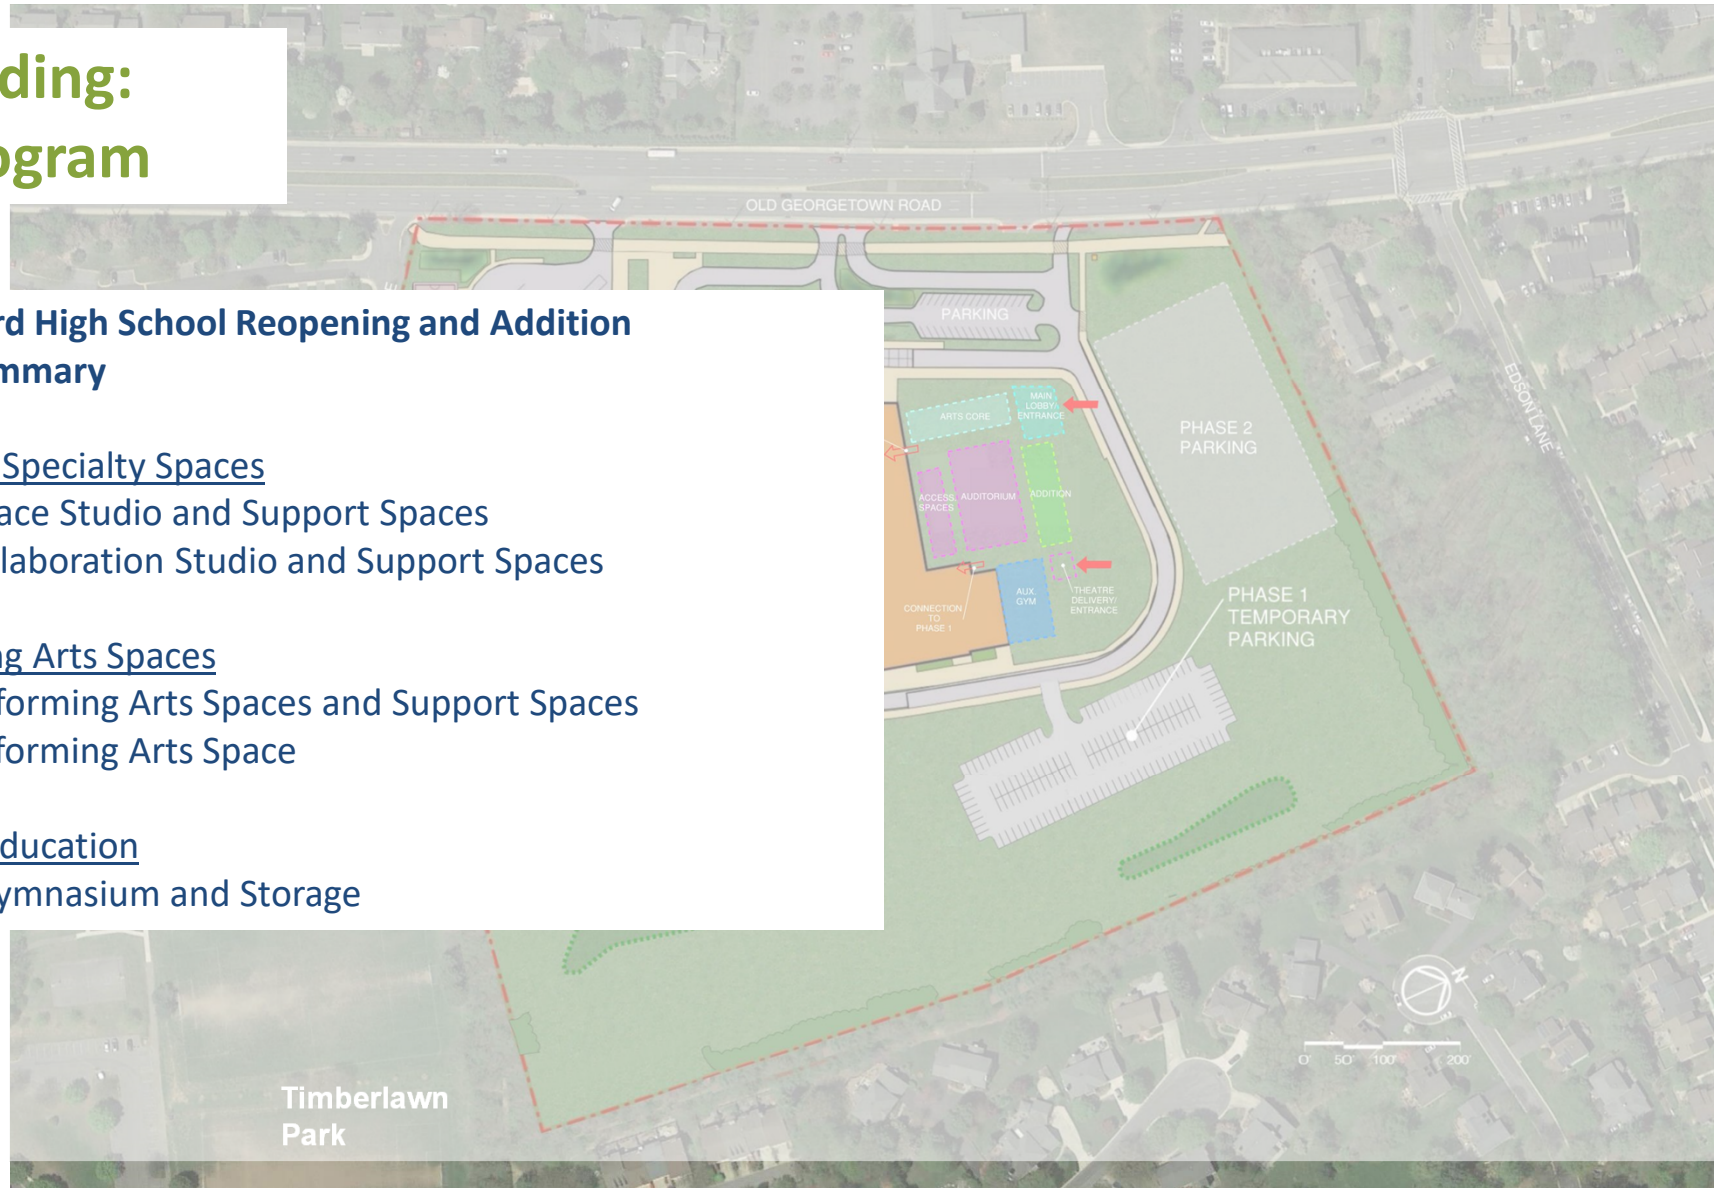 ding:
ogram
OLD GEORGETOWN ROAD
rd High School Reopening and Addition
mmary
Specialty Spaces
ace Studio and Support Spaces
laboration Studio and Support Spaces
ng Arts Spaces
forming Arts Spaces and Support Spaces
forming Arts Space
ducation
ymnasium and Storage
PARKING
ARTS CORE
MAIN
LOBBY/
ENTRANCE
ACCESS.
SPACES
AUDITORIUM
ADDITION
AUX.
GYM
THEATRE
DELIVERY/
ENTRANCE
CONNECTION
TO
PHASE 1
PHASE 2
PARKING
PHASE 1
TEMPORARY
PARKING
EDSON LANE
N
0' 50' 100' 200'
Timberlawn
Park